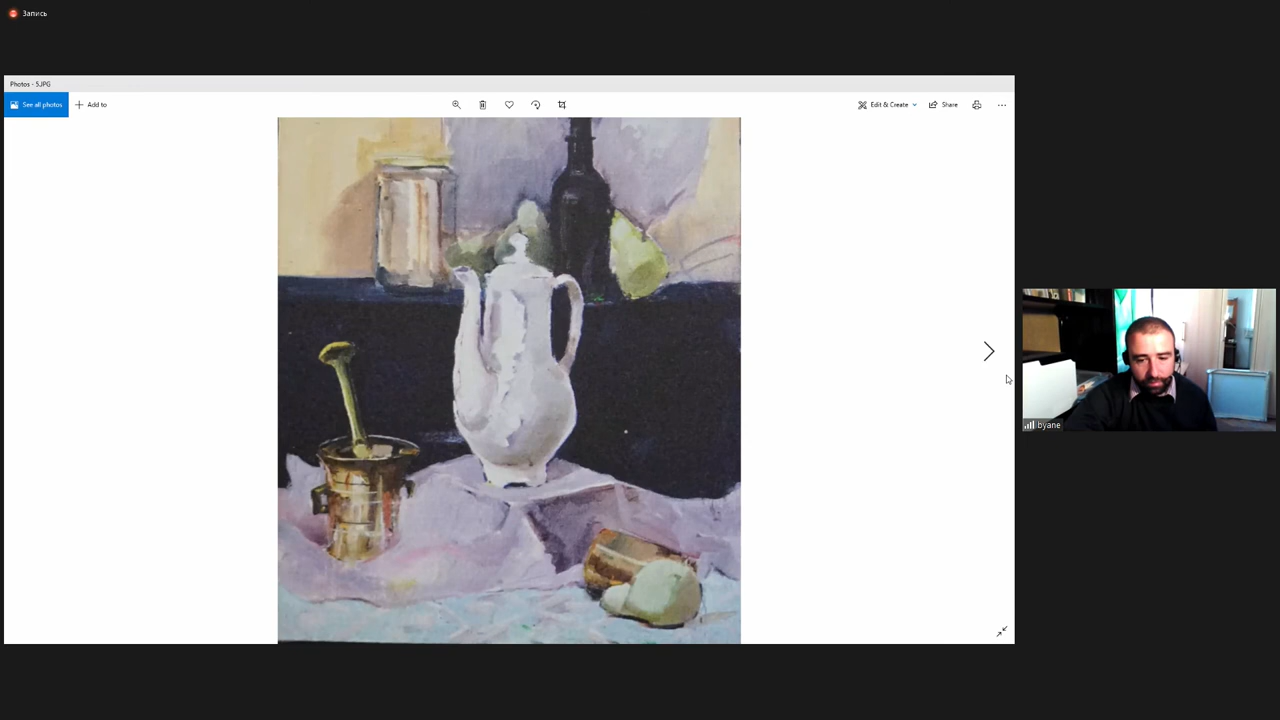 Запись
Photos - 5.JPG
See all photos
Add to
Edit & Create
Share
byane